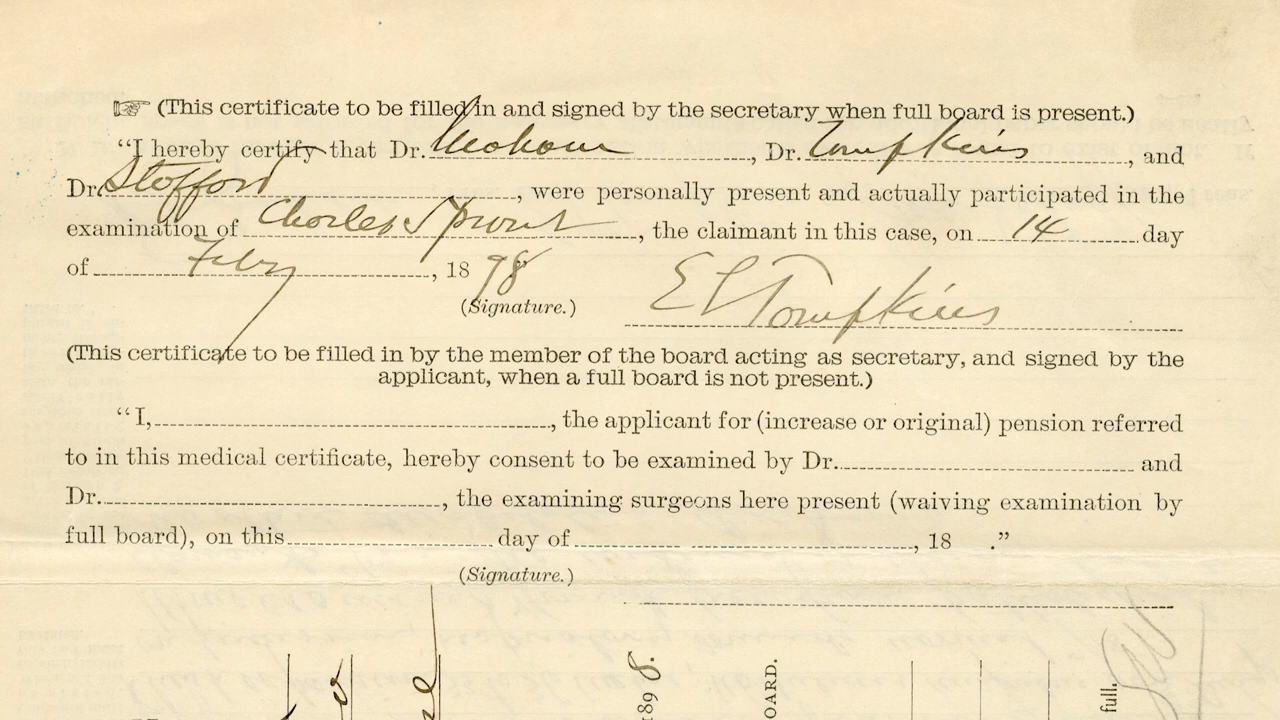 ☞ (This certificate to be filled in and signed by the secretary when full board is present.)
“I hereby certify that Dr. , Dr. Tompkins, and
Dr. Stofford, were personally present and actually participated in the
examination of Charles Sprout, the claimant in this case, on 14 day
of Feby, 1898”
(Signature.) E L Tompkins
(This certificate to be filled in by the member of the board acting as secretary, and signed by the
applicant, when a full board is not present.)
“I, , the applicant for (increase or original) pension referred
to in this medical certificate, hereby consent to be examined by Dr. and
Dr. , the examining surgeons here present (waiving examination by
full board), on this day of , 18 .”
(Signature.)
1898.
OARD.
full.